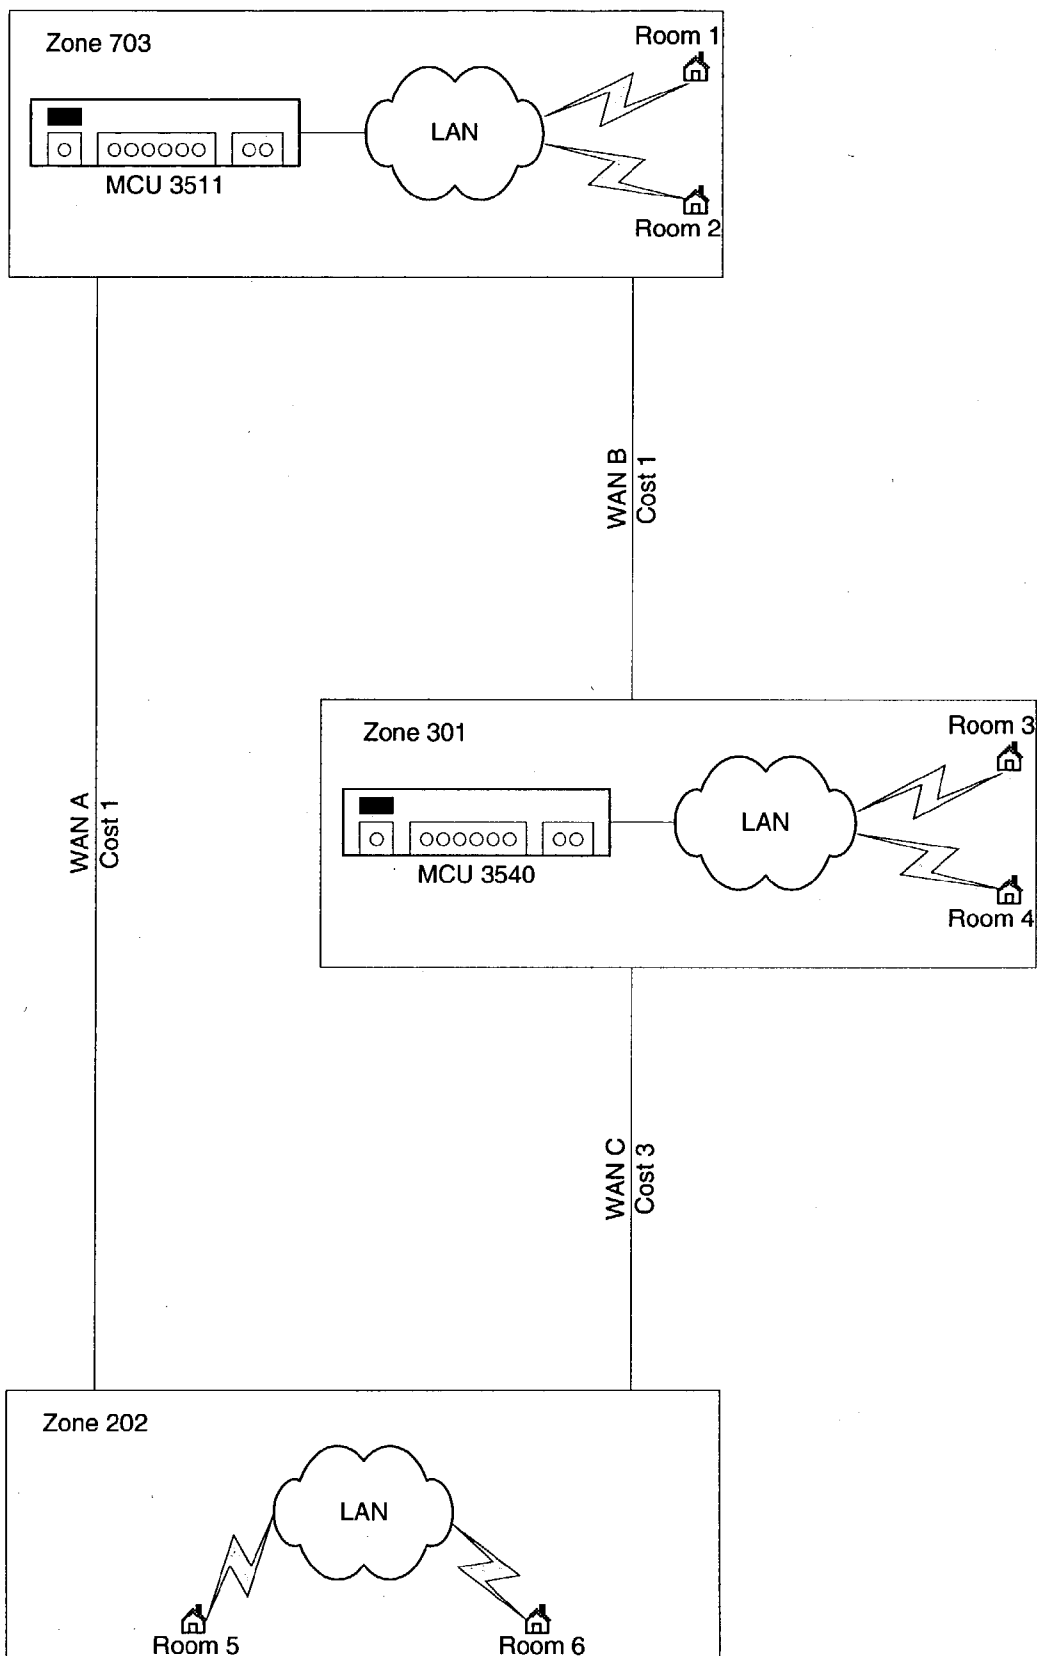 Zone 703
Room 1
LAN
MCU 3511
Room 2
WAN B
Cost 1
Zone 301
Room 3
WAN A
Cost 1
LAN
MCU 3540
Room 4
WAN C
Cost 3
Zone 202
LAN
Room 5
Room 6